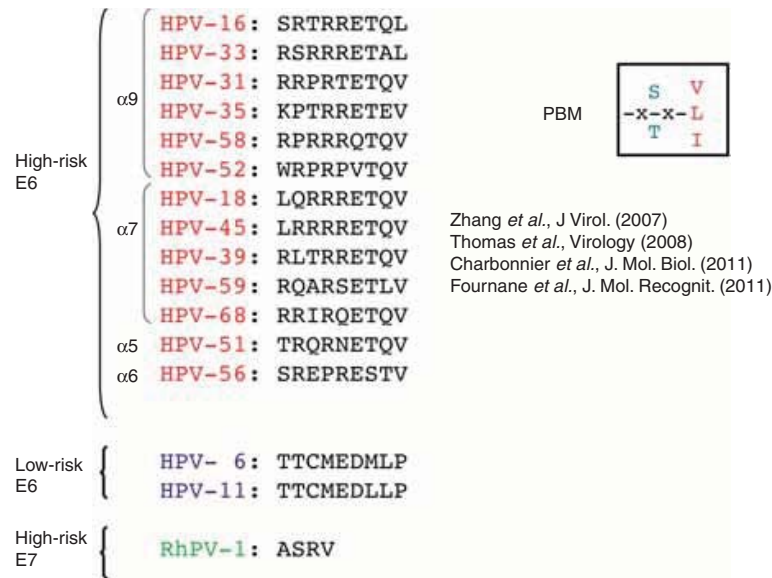 High-risk
E6
α9
HPV-16: SRTRRETQL
HPV-33: RSRRRETAL
HPV-31: RRPRTETQV
HPV-35: KPTRRETEV
HPV-58: RPRRRQTQV
HPV-52: WRPRPVTQV
α7
HPV-18: LQRRRETQV
HPV-45: LRRRRETQV
HPV-39: RLTRRETQV
HPV-59: RQARSETLV
HPV-68: RRIRQETQV
α5 HPV-51: TRQRNETQV
α6 HPV-56: SREPRESTV
Low-risk
E6
HPV- 6: TTCMEDMLP
HPV-11: TTCMEDLLP
High-risk
E7
RhPV-1: ASRV
PBM
S V
-x-x-L
T I
Zhang et al., J Virol. (2007)
Thomas et al., Virology (2008)
Charbonnier et al., J. Mol. Biol. (2011)
Fournane et al., J. Mol. Recognit. (2011)